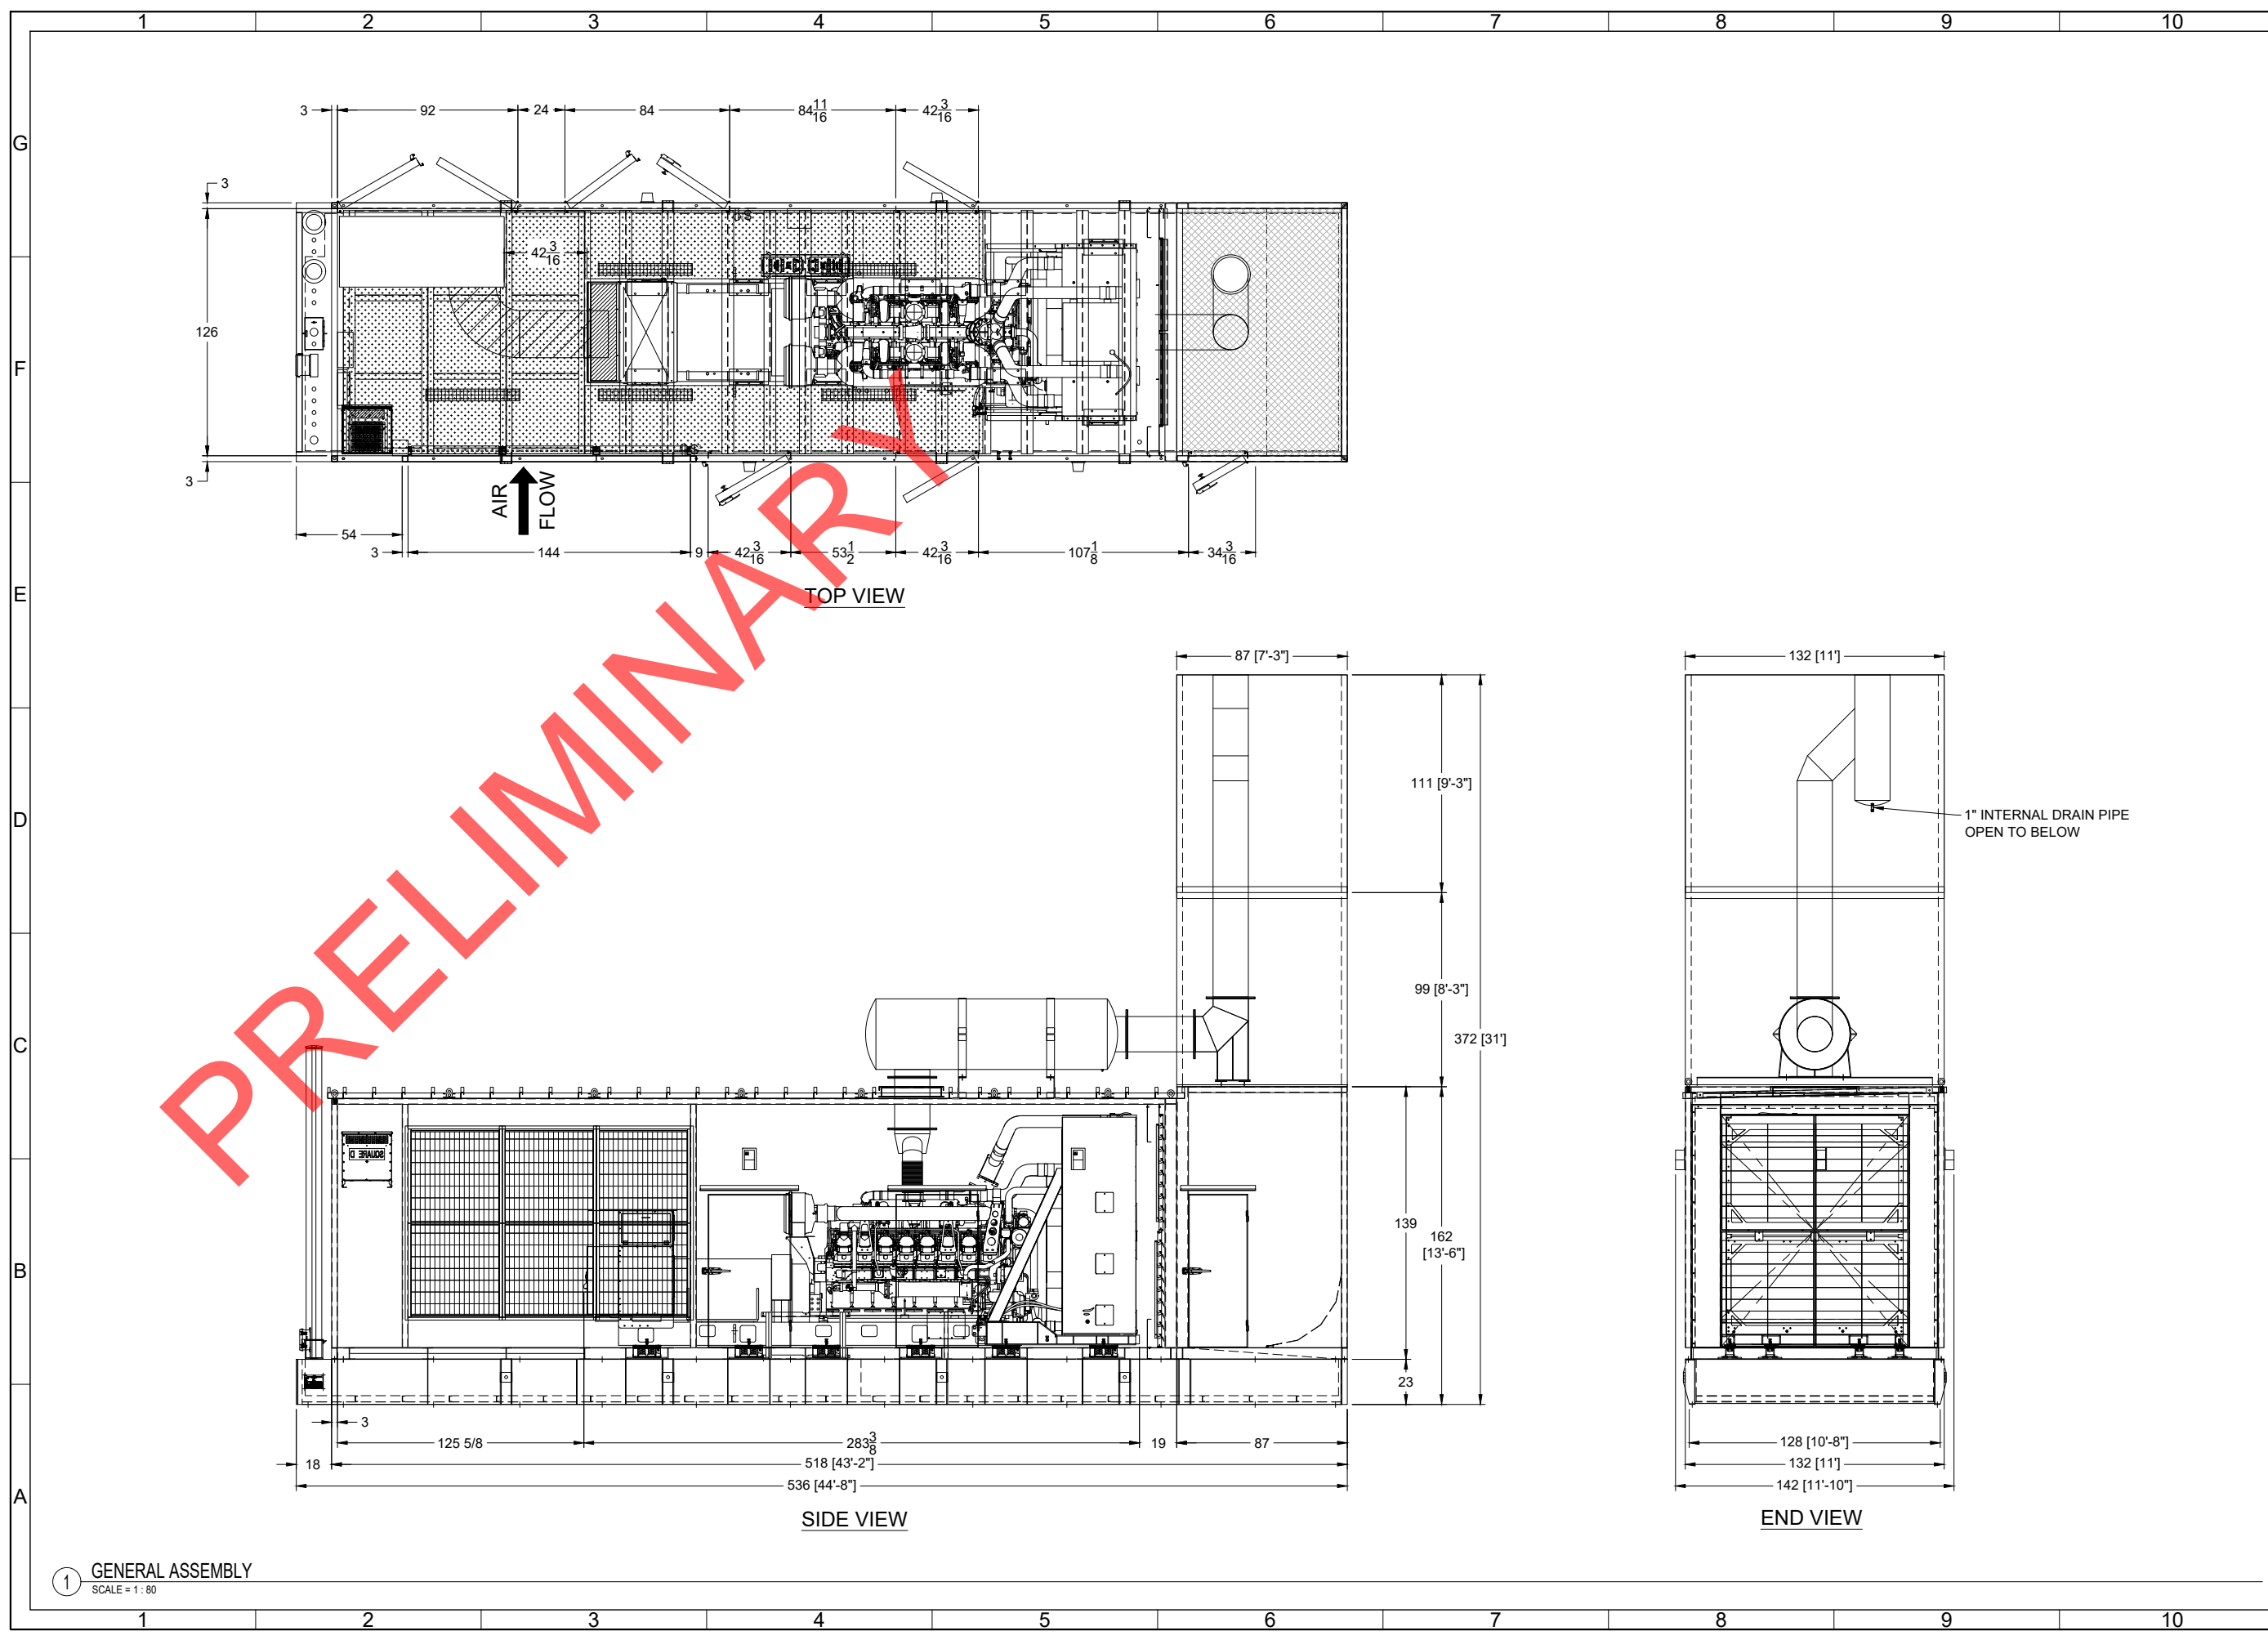 1 2 3 4 5 6 7 8 9 10
G
F
E
D
C
B
A
3 92 24 84 84 11/16 42 3/16
3
42 3/16
126
3
AIR FLOW
54
3 144 9 42 3/16 53 1/2 42 3/16 107 1/8 34 3/16
TOP VIEW
PRELIMINARY
87 [7'-3"]
111 [9'-3"]
99 [8'-3"]
372 [31']
139
162
[13'-6"]
23
SQUARE D
3
125 5/8 283 3/8 19 87
18 518 [43'-2"]
536 [44'-8"]
SIDE VIEW
132 [11']
1" INTERNAL DRAIN PIPE
OPEN TO BELOW
128 [10'-8"]
132 [11']
142 [11'-10"]
END VIEW
1 GENERAL ASSEMBLY
SCALE = 1 : 80
1 2 3 4 5 6 7 8 9 10